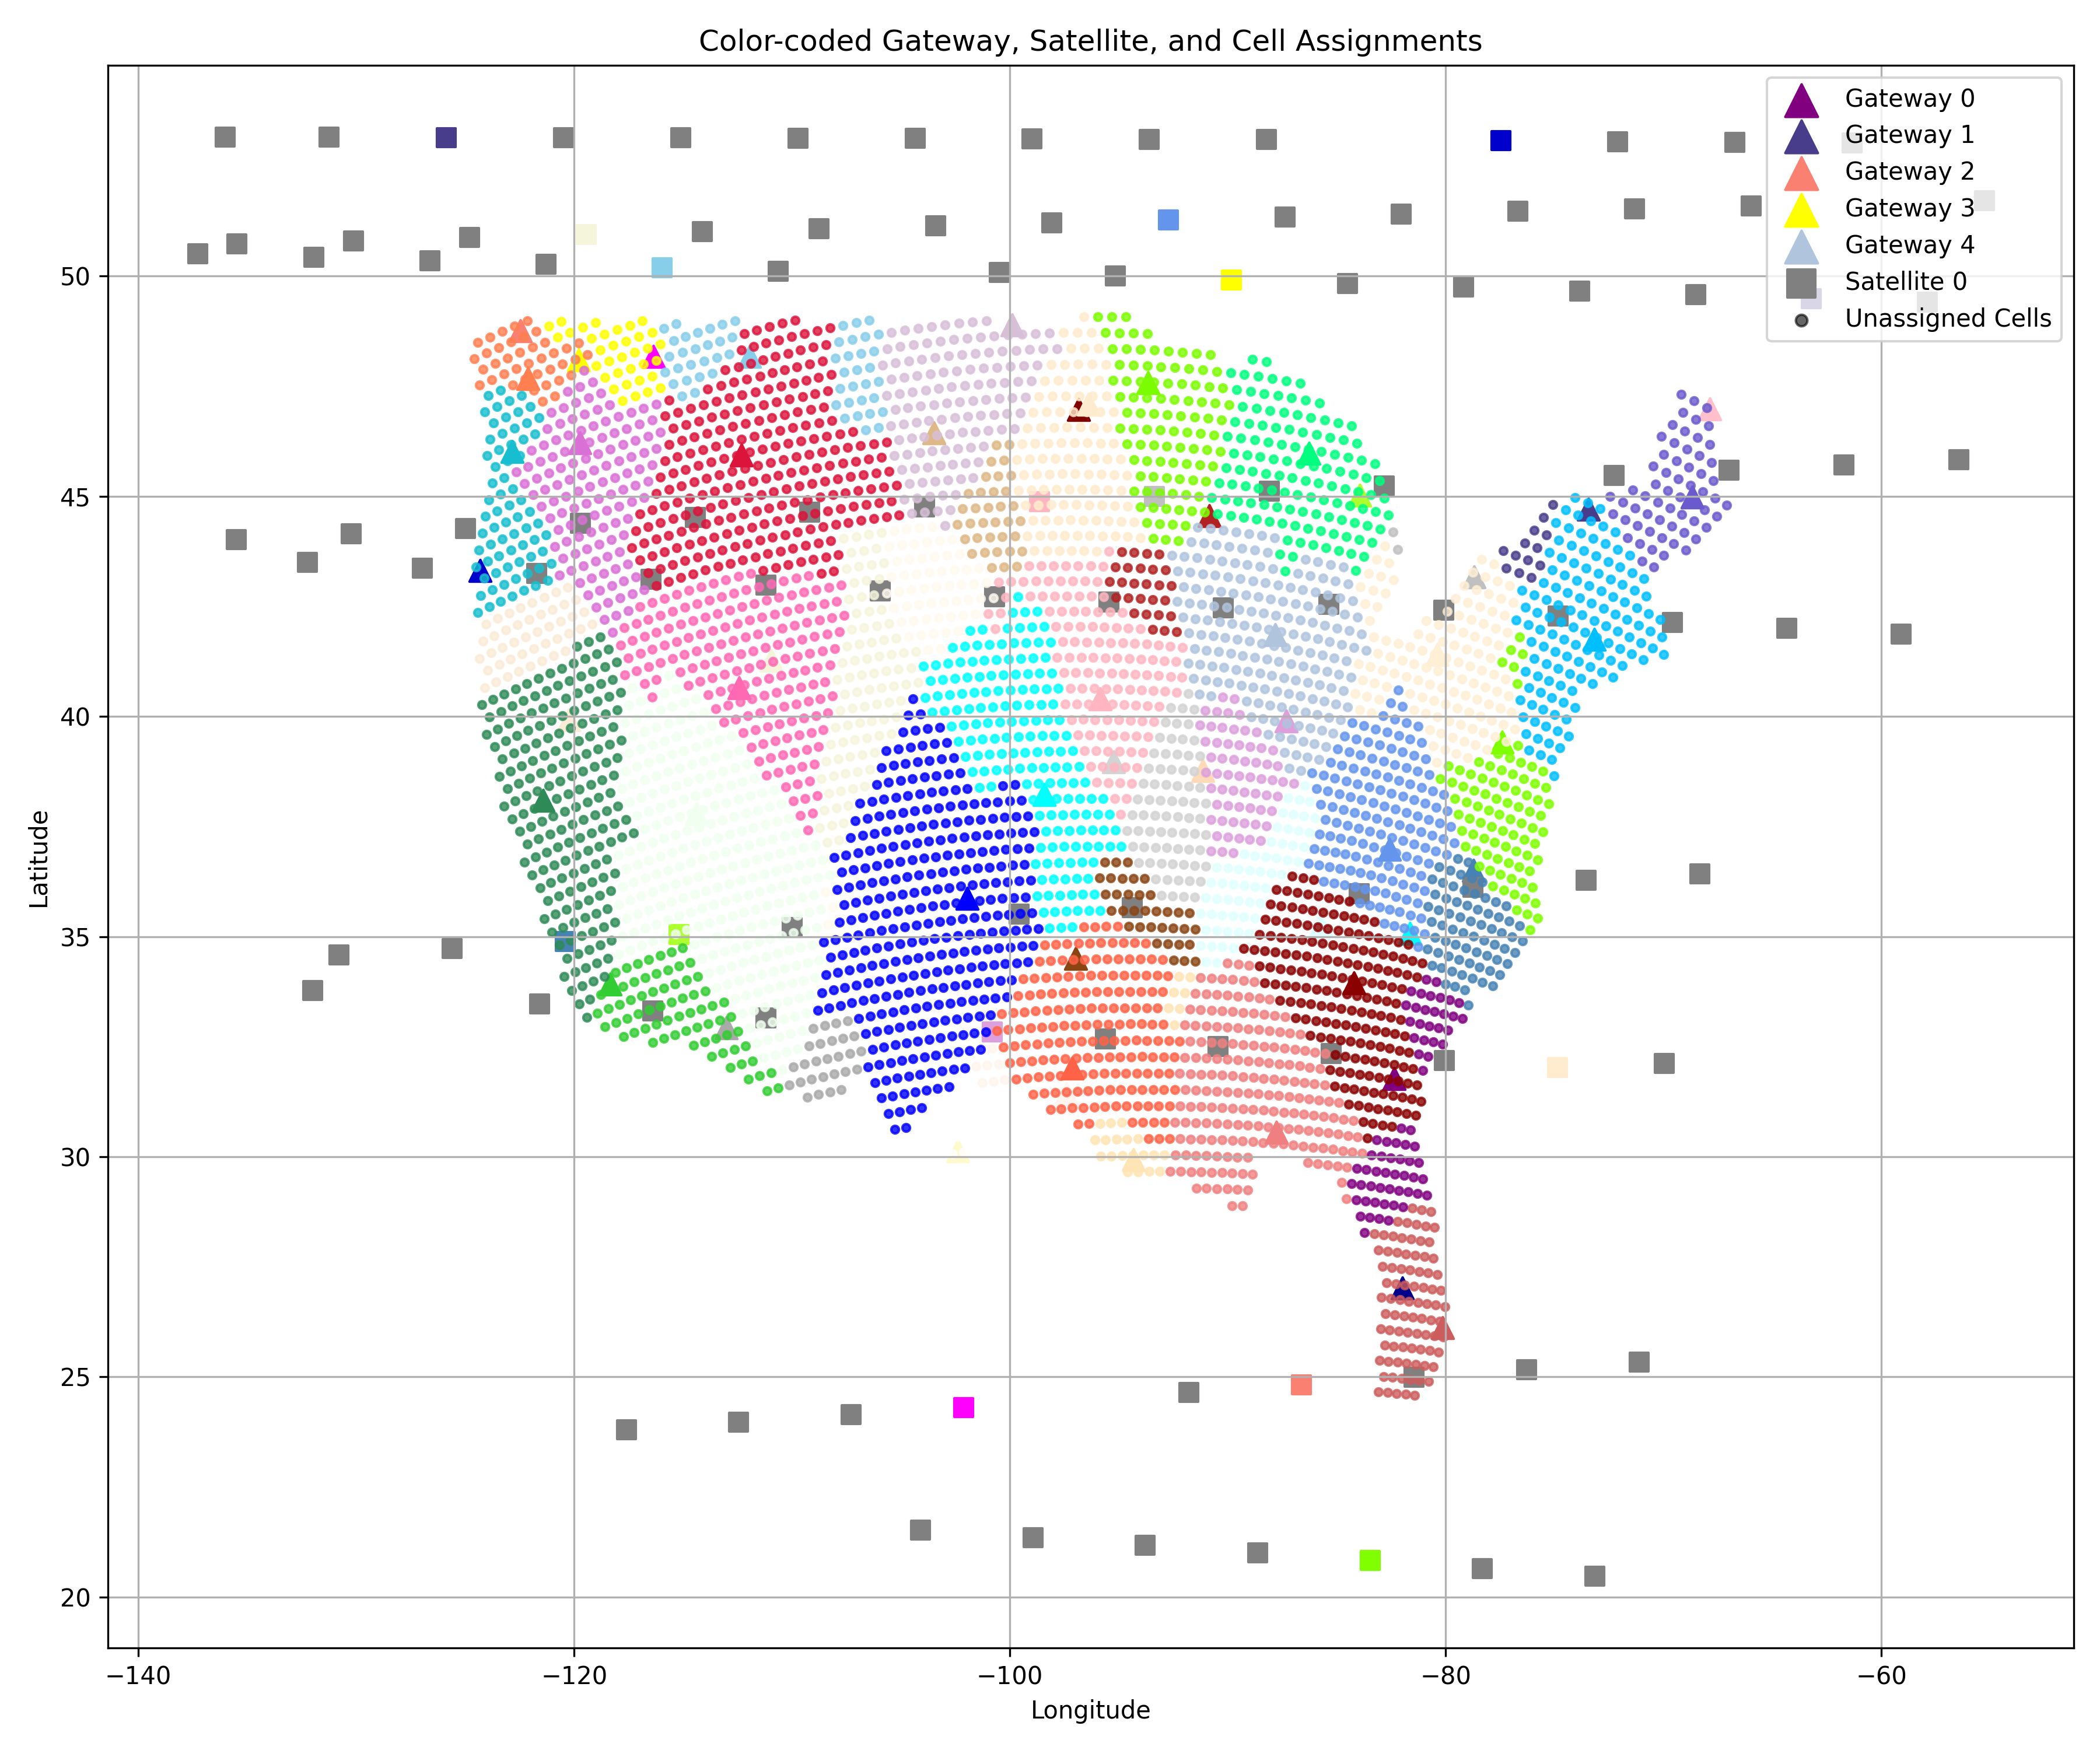 Color-coded Gateway, Satellite, and Cell Assignments
Gateway 0
Gateway 1
Gateway 2
Gateway 3
Gateway 4
Satellite 0
Unassigned Cells
50
45
40
35
30
25
20
Latitude
−140
−120
−100
−80
−60
Longitude